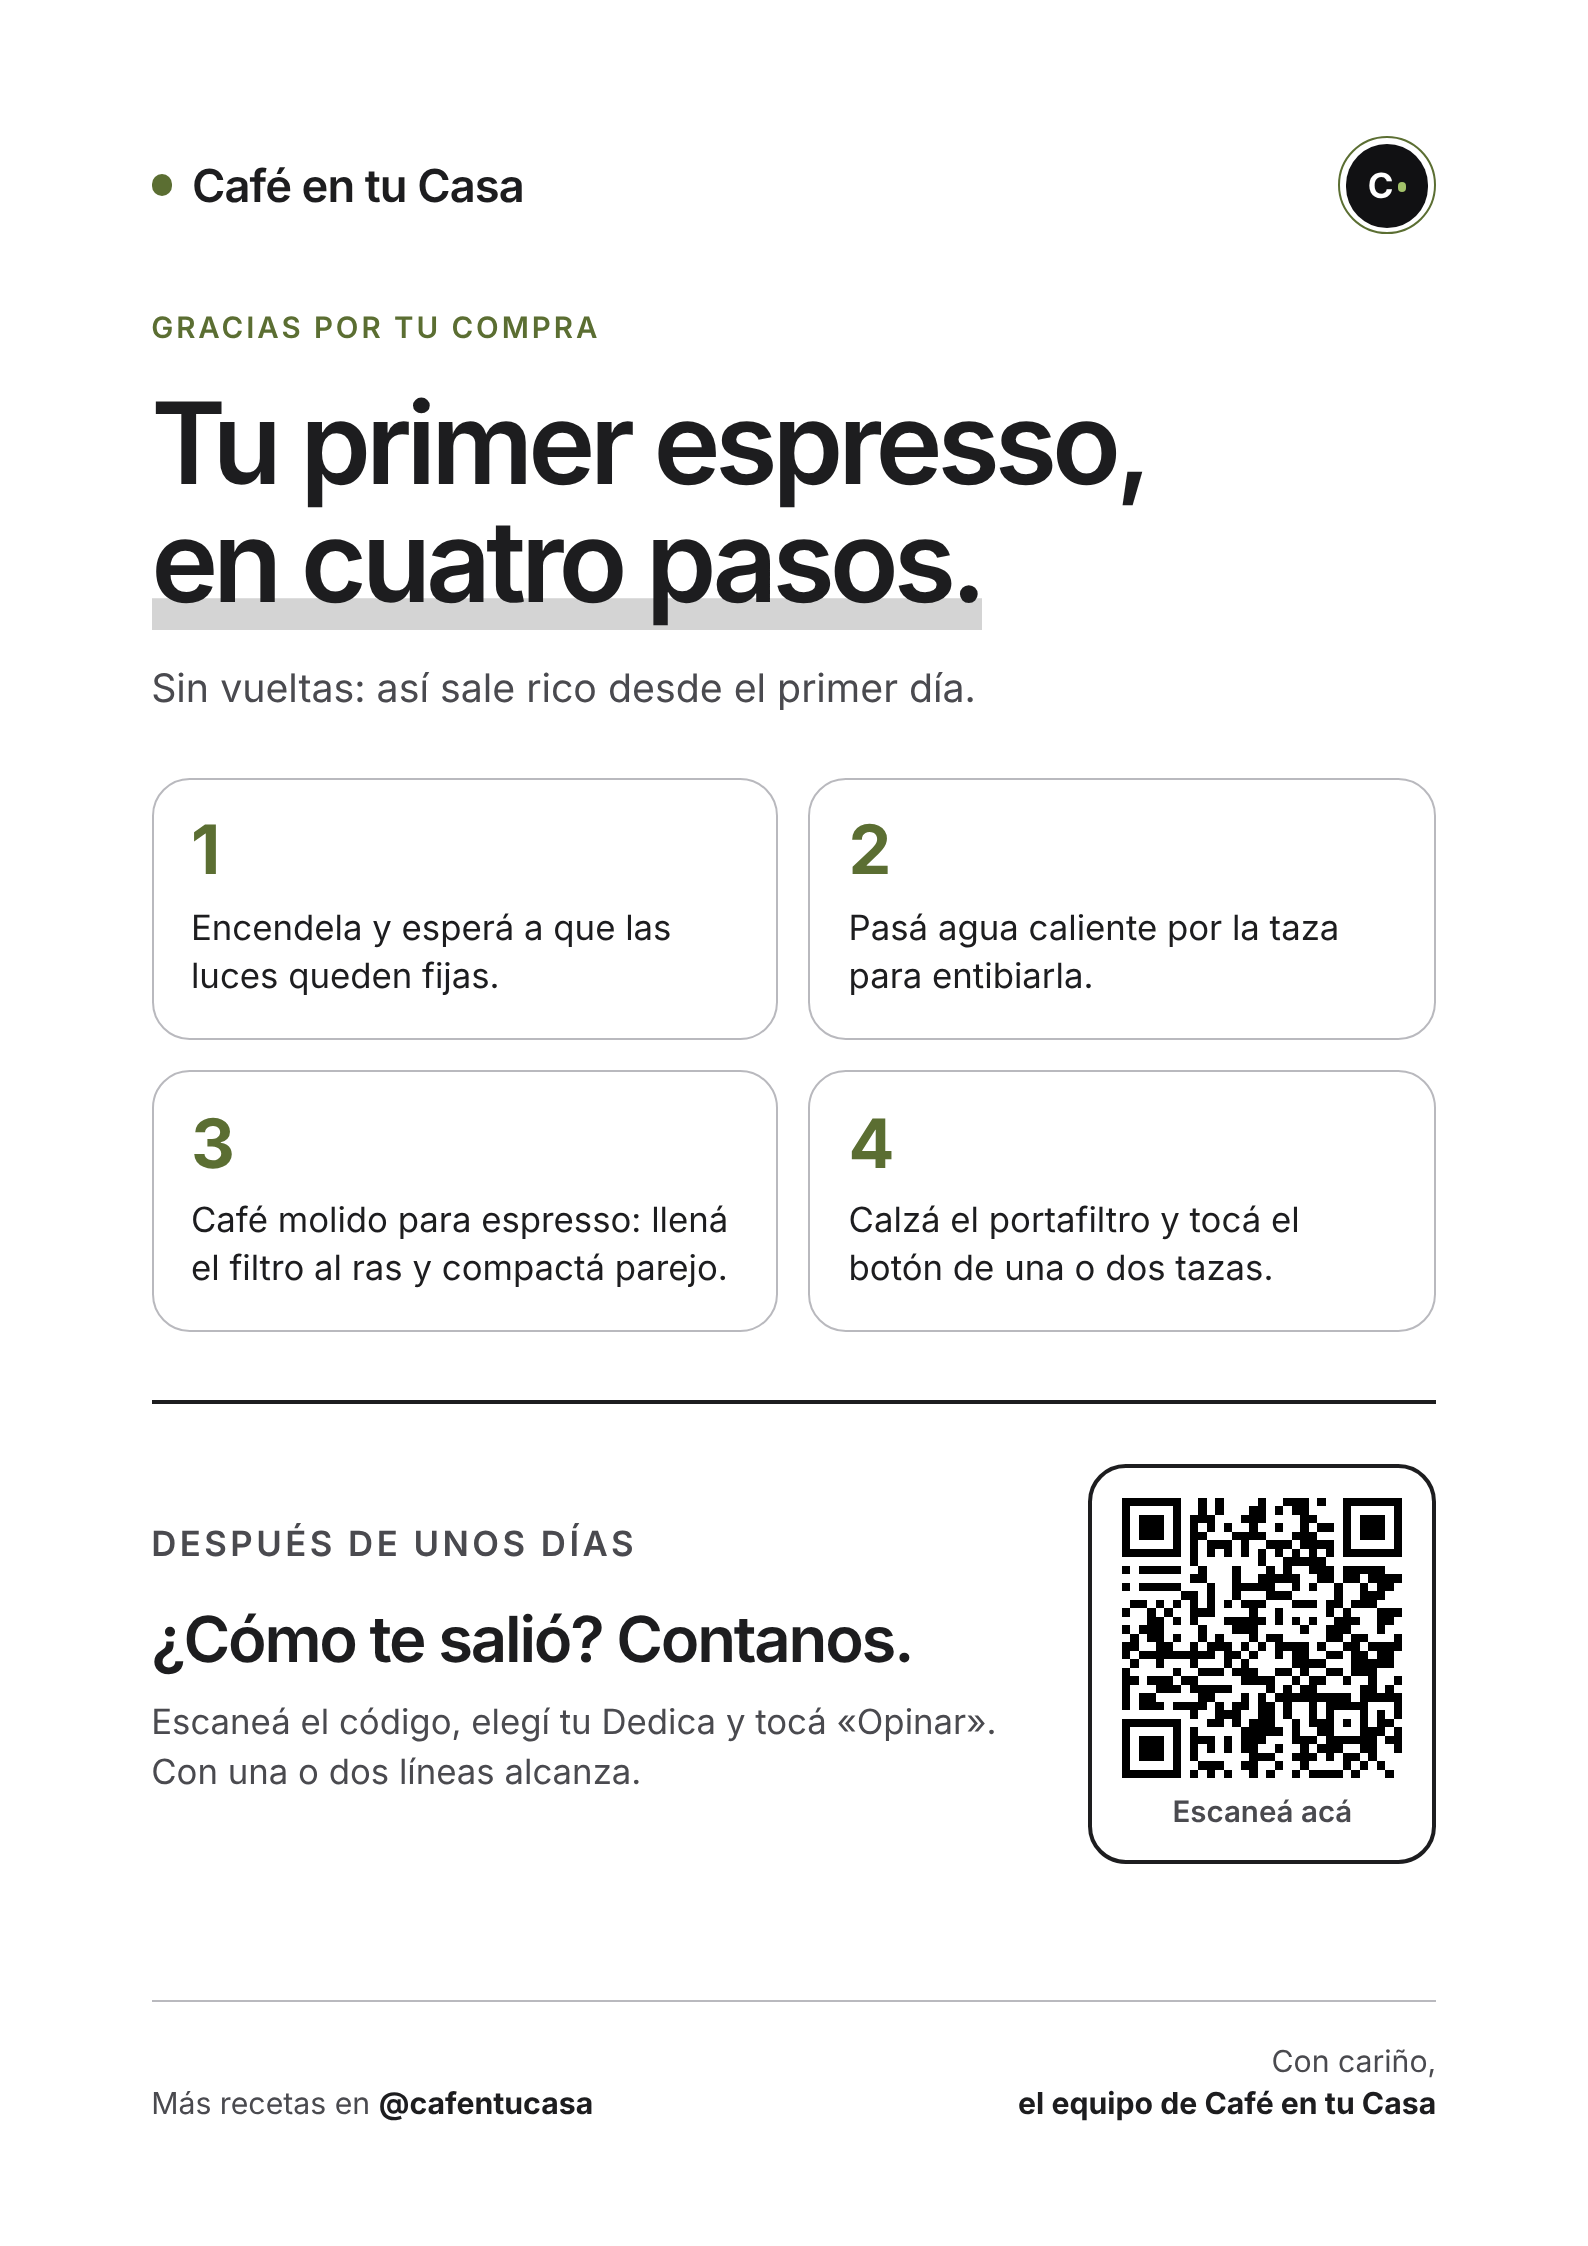 Café en tu Casa
C
GRACIAS POR TU COMPRA
Tu primer espresso,
en cuatro pasos.
Sin vueltas: así sale rico desde el primer día.
1
Encendela y esperá a que las
luces queden fijas.
2
Pasá agua caliente por la taza
para entibiarla.
3
Café molido para espresso: llená
el filtro al ras y compactá parejo.
4
Calzá el portafiltro y tocá el
botón de una o dos tazas.
DESPUÉS DE UNOS DÍAS
¿Cómo te salió? Contanos.
Escaneá el código, elegí tu Dedica y tocá «Opinar».
Con una o dos líneas alcanza.
Escaneá acá
Más recetas en @cafentucasa
Con cariño,
el equipo de Café en tu Casa